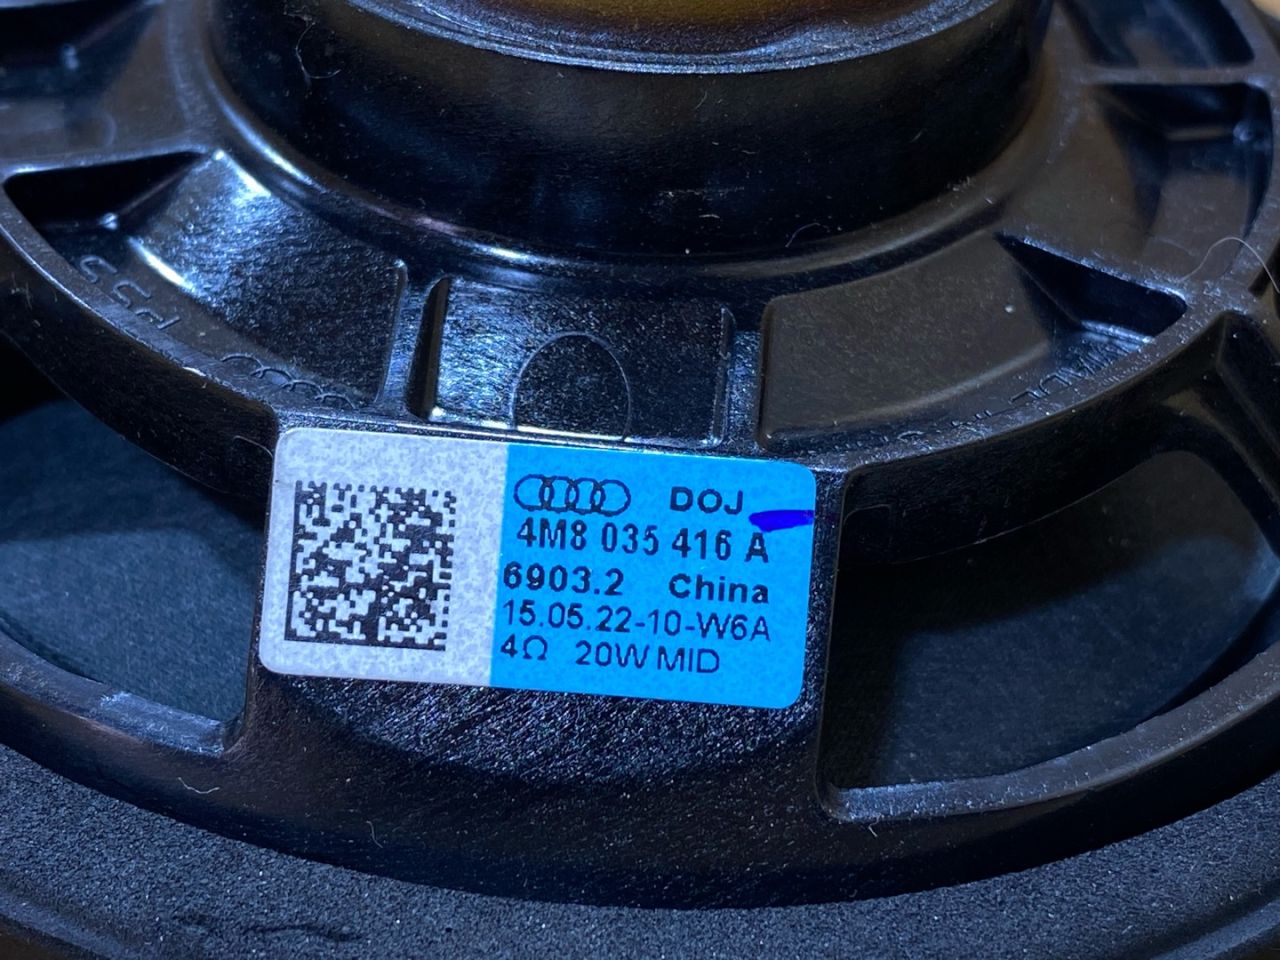 DOJ
4M8 035 416 A
6903.2 China
15.05.22-10-W6A
4Ω 20W MID